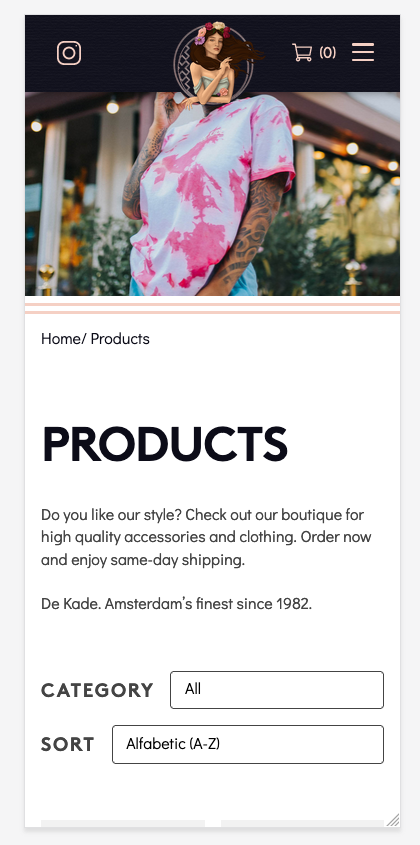 (0)
Home/ Products
PRODUCTS
Do you like our style? Check out our boutique for
high quality accessories and clothing. Order now
and enjoy same-day shipping.
De Kade. Amsterdam's finest since 1982.
CATEGORY
All
SORT
Alfabetic (A-Z)